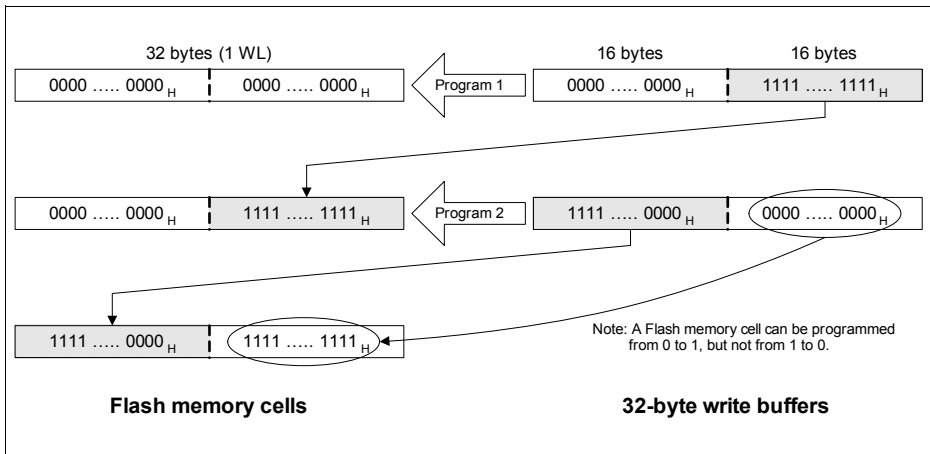 32 bytes (1 WL) 16 bytes 16 bytes
0000 ..... 0000 H 0000 ..... 0000 H Program 1 0000 ..... 0000 H 1111 ..... 1111 H
0000 ..... 0000 H 1111 ..... 1111 H Program 2 1111 ..... 0000 H 0000 ..... 0000 H
1111 ..... 0000 H 1111 ..... 1111 H
Note: A Flash memory cell can be programmed
from 0 to 1, but not from 1 to 0.
Flash memory cells 32-byte write buffers